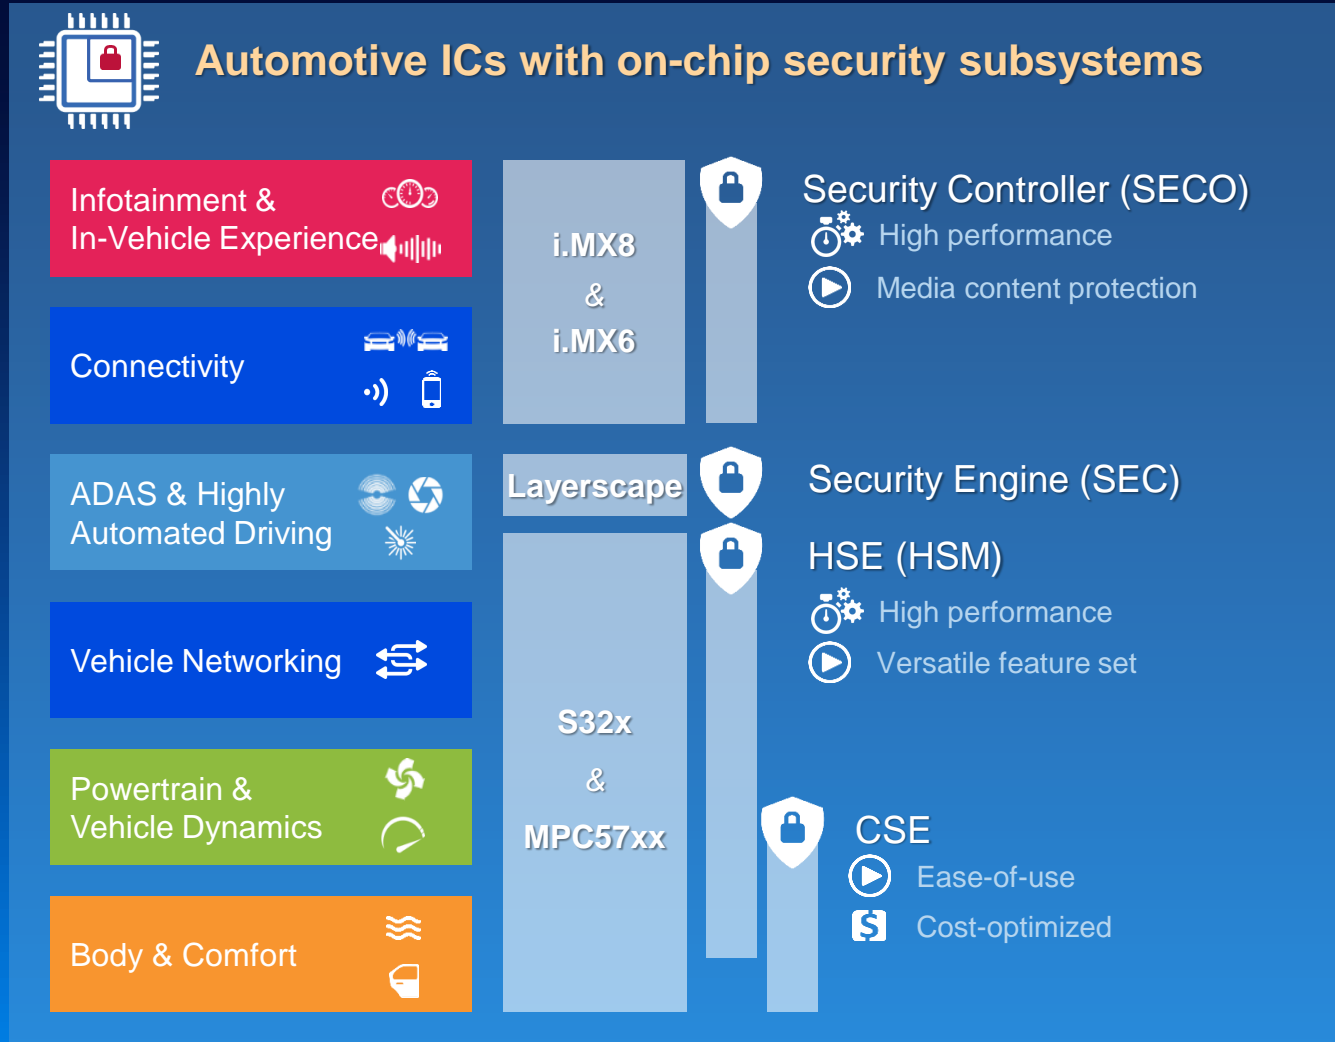 Automotive ICs with on-chip security subsystems
Infotainment &
In-Vehicle Experience
Connectivity
ADAS & Highly
Automated Driving
Vehicle Networking
Powertrain &
Vehicle Dynamics
Body & Comfort
i.MX8
&
i.MX6
Layerscape
S32x
&
MPC57xx
Security Controller (SECO)
High performance
Media content protection
Security Engine (SEC)
HSE (HSM)
High performance
Versatile feature set
CSE
Ease-of-use
$ Cost-optimized